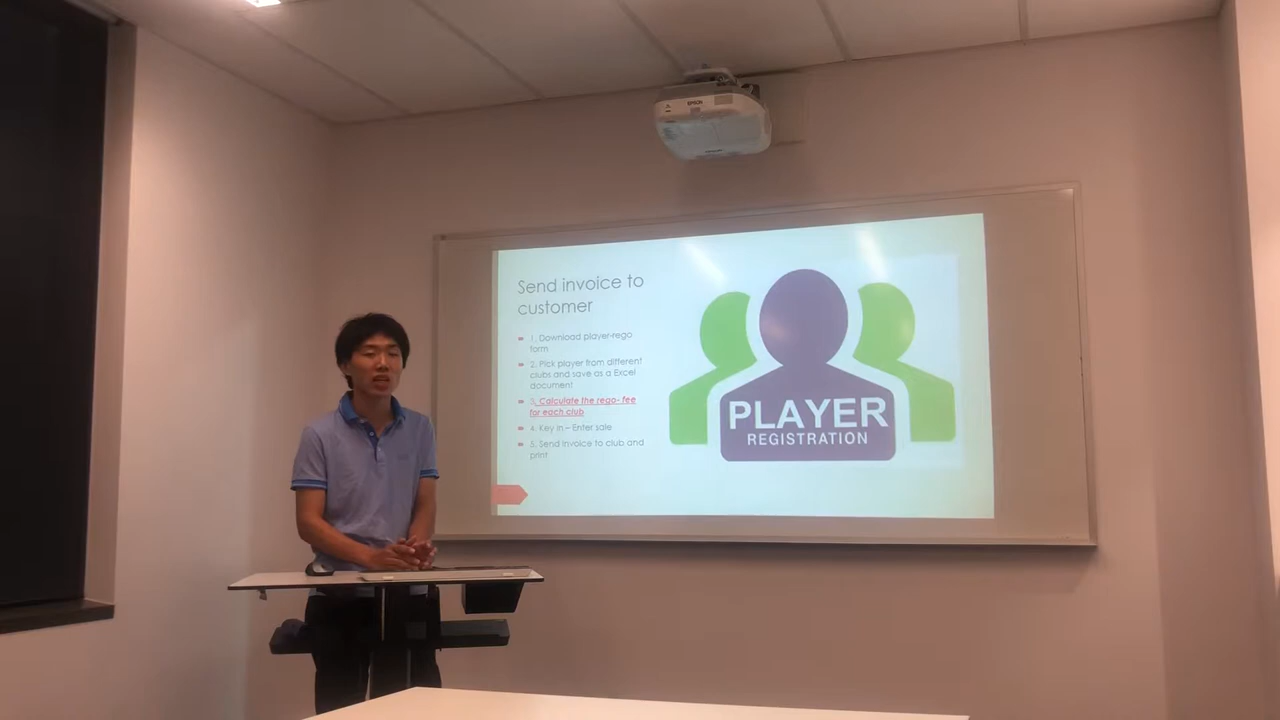 EPSON
Send invoice to
customer
1. Download player-rego
form
2. Pick player from different
clubs and save as a Excel
document
3. Calculate the rego- fee
for each club
4. Key in – Enter sale
5. Send invoice to club and
print
PLAYER
REGISTRATION